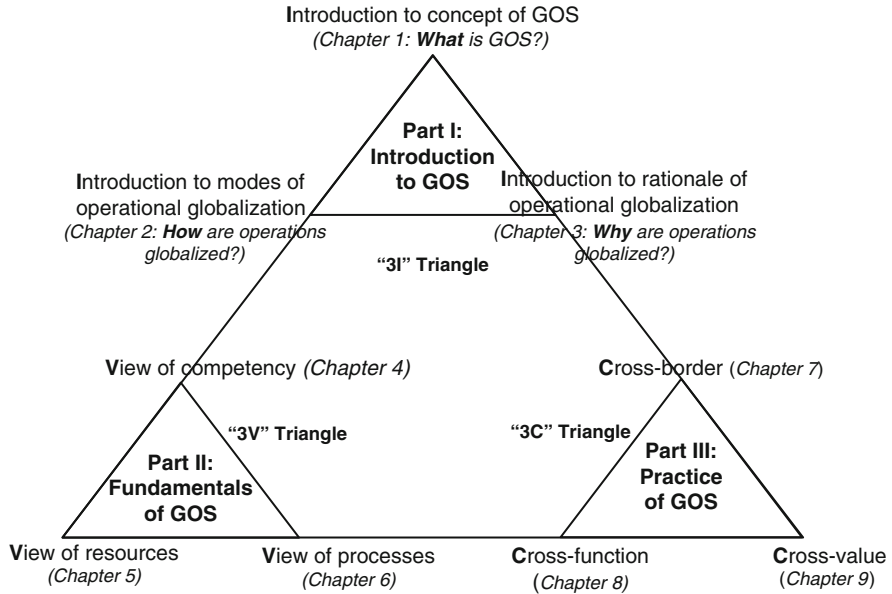 Introduction to concept of GOS
(Chapter 1: What is GOS?)
Part I:
Introduction
to GOS
Introduction to modes of
operational globalization
(Chapter 2: How are operations
globalized?)
Introduction to rationale of
operational globalization
(Chapter 3: Why are operations
globalized?)
“3I” Triangle
View of competency (Chapter 4)
Cross-border (Chapter 7)
“3V” Triangle
“3C” Triangle
Part II:
Fundamentals
of GOS
Part III:
Practice
of GOS
View of resources
(Chapter 5)
View of processes
(Chapter 6)
Cross-function
(Chapter 8)
Cross-value
(Chapter 9)